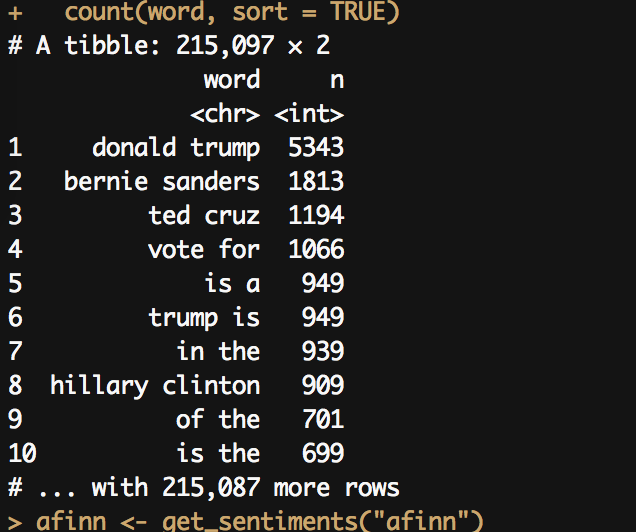 +   count(word, sort = TRUE)
# A tibble: 215,097 × 2
              word     n
             <chr> <int>
1     donald trump  5343
2   bernie sanders  1813
3         ted cruz  1194
4         vote for  1066
5             is a   949
6         trump is   949
7           in the   939
8  hillary clinton   909
9           of the   701
10          is the   699
# ... with 215,087 more rows
> afinn <- get_sentiments("afinn")